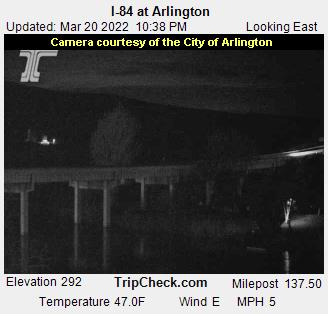 I-84 at Arlington
Updated: Mar 20 2022 10:38 PM Looking East
Camera courtesy of the City of Arlington
Elevation 292 TripCheck.com Milepost 137.50
Temperature 47.0F Wind E MPH 5